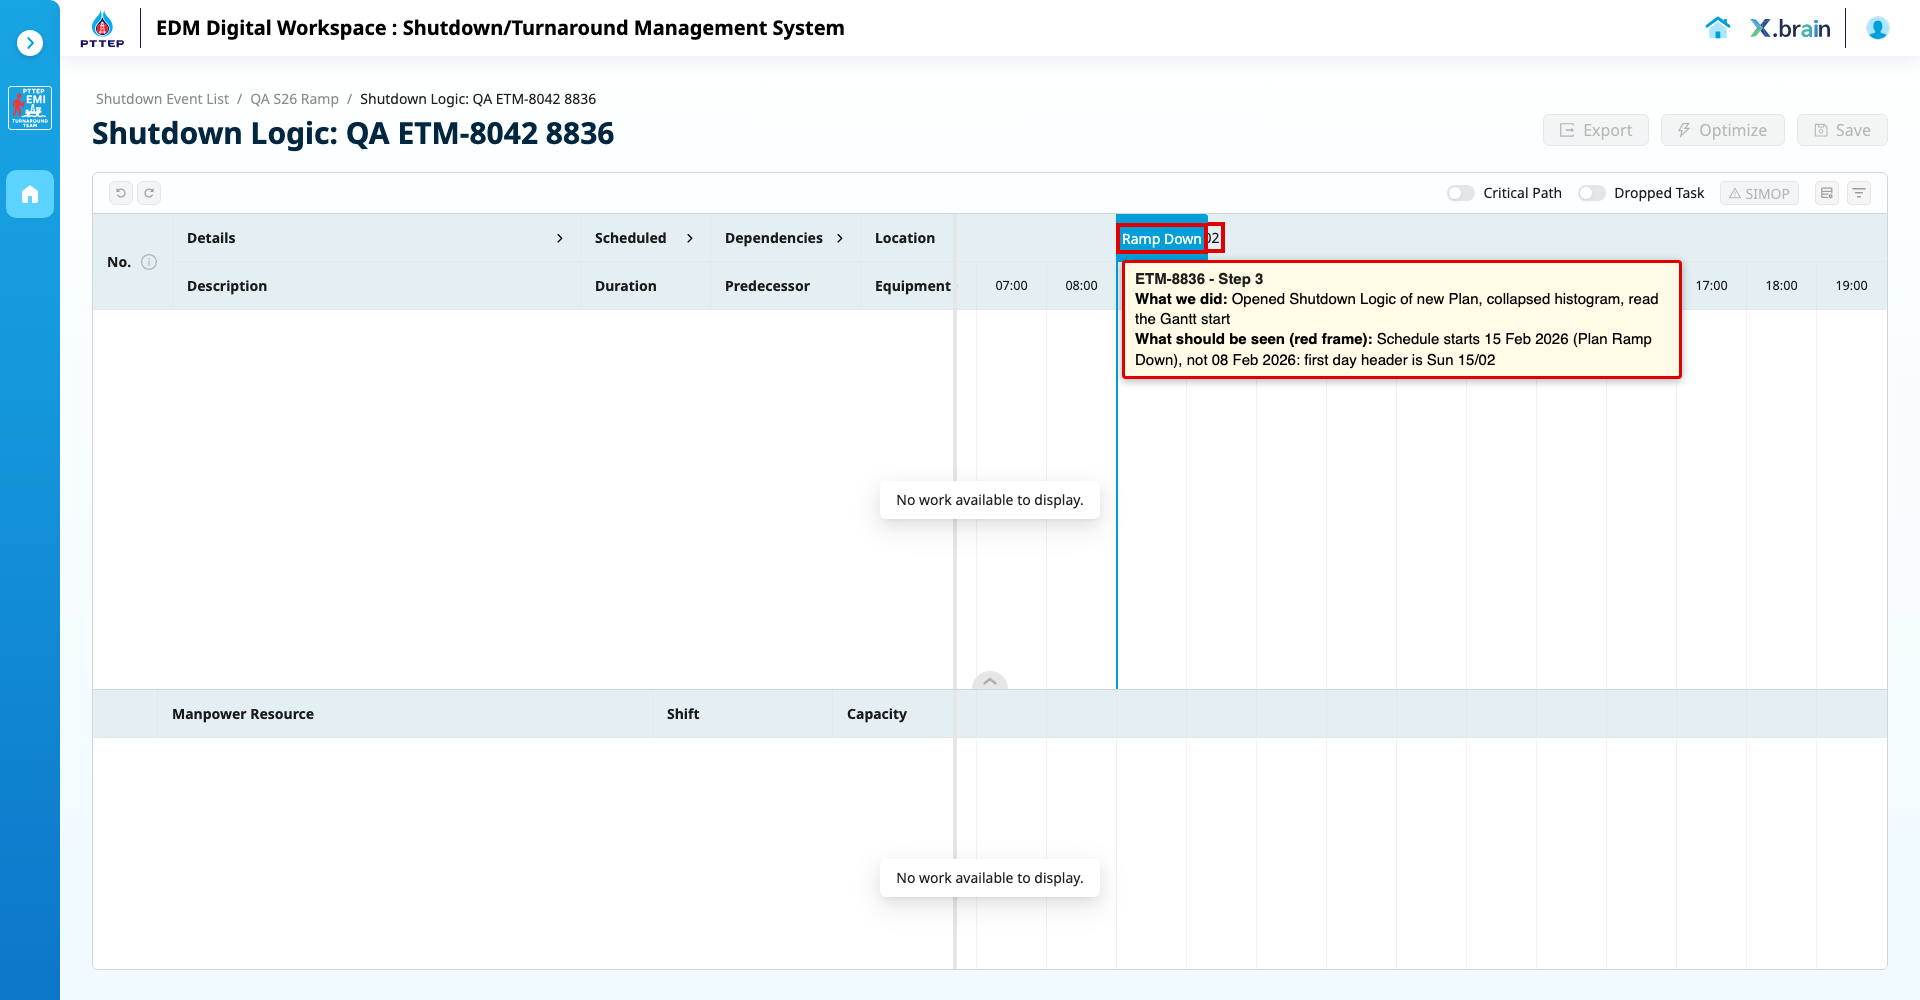 PTTEP
EDM Digital Workspace : Shutdown/Turnaround Management System
X.brain
PTTEP
EMI
TURNAROUND
TEAM
Shutdown Event List / QA S26 Ramp / Shutdown Logic: QA ETM-8042 8836
Shutdown Logic: QA ETM-8042 8836
Export
Optimize
Save
Critical Path
Dropped Task
SIMOP
No.
Details
Scheduled
Dependencies
Location
Ramp Down
02
Description
Duration
Predecessor
Equipment
07:00
08:00
17:00
18:00
19:00
ETM-8836 - Step 3
What we did: Opened Shutdown Logic of new Plan, collapsed histogram, read
the Gantt start
What should be seen (red frame): Schedule starts 15 Feb 2026 (Plan Ramp
Down), not 08 Feb 2026: first day header is Sun 15/02
No work available to display.
Manpower Resource
Shift
Capacity
No work available to display.